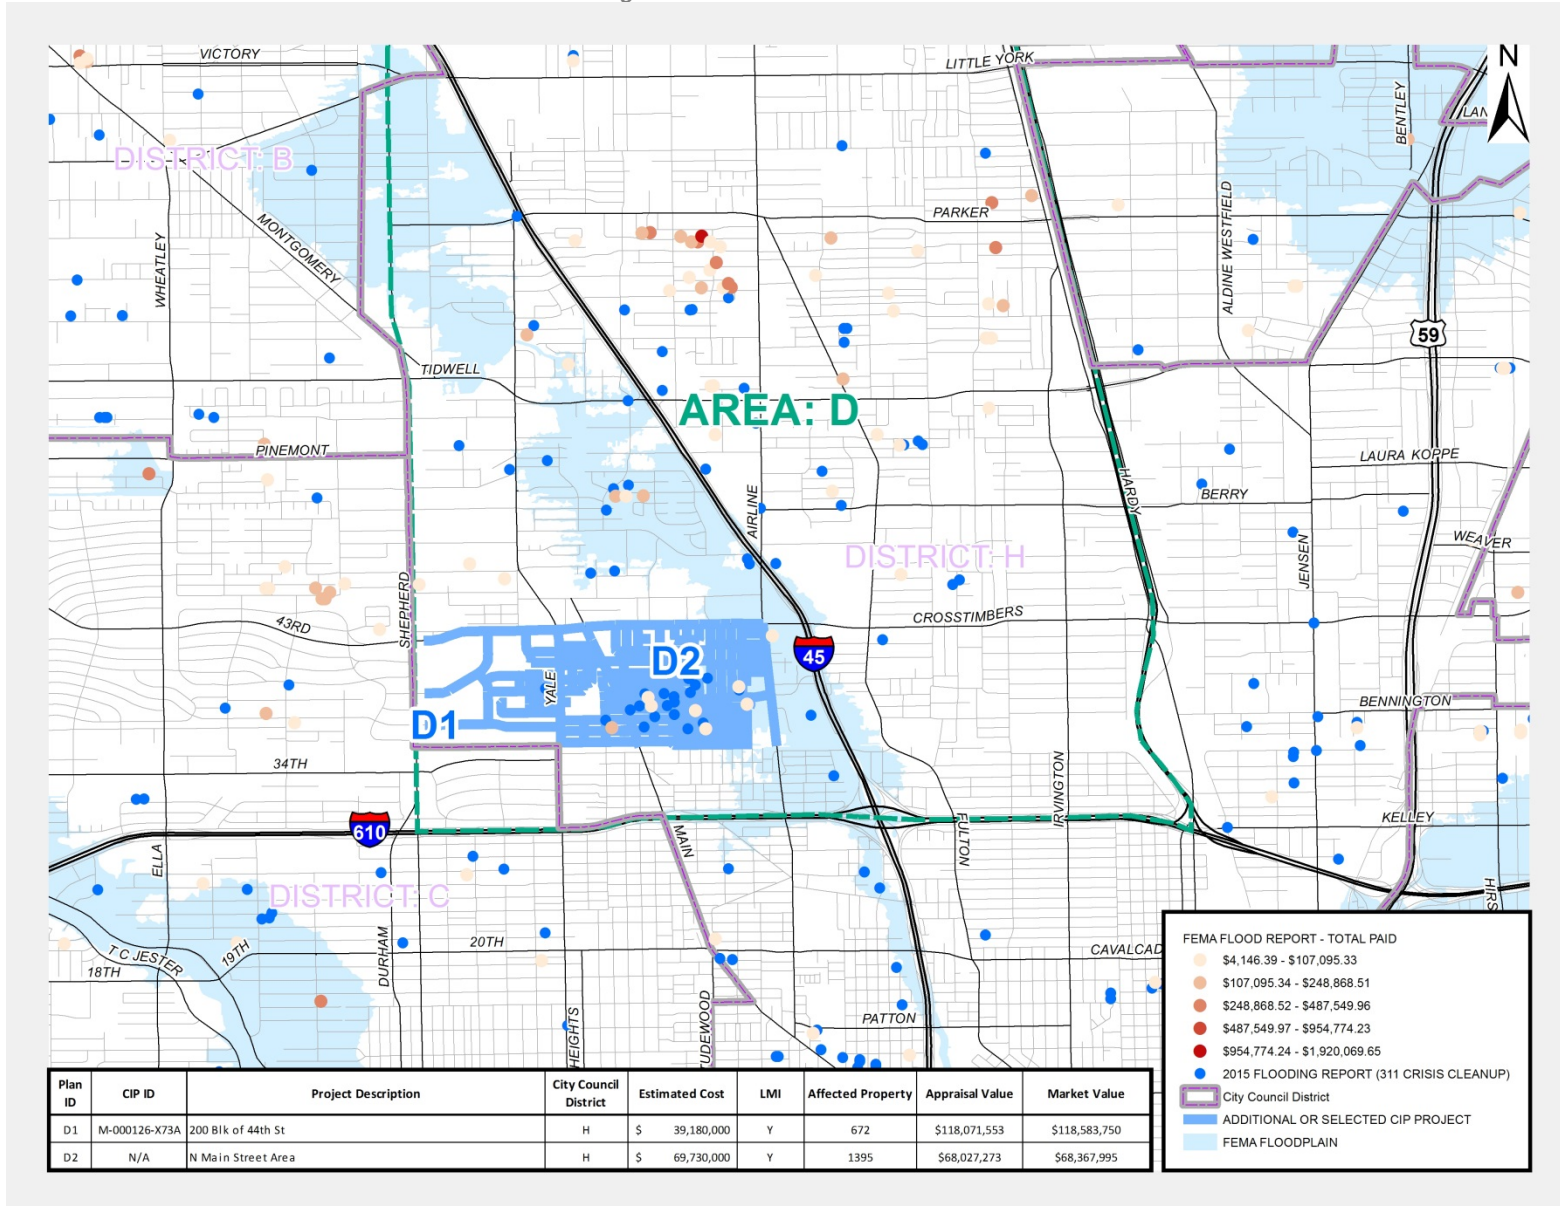 VICTORY
LITTLE YORK
N
BENTLEY
DISTRICT: B
MONTGOMERY
WHEATLEY
PARKER
ALDINE WESTFIELD
59
TIDWELL
AREA: D
PINEMONT
LAURA KOPPE
BERRY
HARDY
AIRLINE
WEAVER
DISTRICT: H
JENSEN
SHEPHERD
43RD
CROSSTIMBERS
D2
45
YALE
D1
BENNINGTON
34TH
IRVINGTON
610
MAIN
FULTON
KELLEY
ELLA
DISTRICT: C
HIRS
DURHAM
20TH
19TH
T C JESTER
18TH
CAVALCAD
HEIGHTS
UDEWOOD
PATTON
FEMA FLOOD REPORT - TOTAL PAID
$4,146.39 - $107,095.33
$107,095.34 - $248,868.51
$248,868.52 - $487,549.96
$487,549.97 - $954,774.23
$954,774.24 - $1,920,069.65
2015 FLOODING REPORT (311 CRISIS CLEANUP)
City Council District
ADDITIONAL OR SELECTED CIP PROJECT
FEMA FLOODPLAIN
Plan ID CIP ID Project Description City Council District Estimated Cost LMI Affected Property Appraisal Value Market Value
D1 M-000126-X73A 200 Blk of 44th St H $ 39,180,000 Y 672 $118,071,553 $118,583,750
D2 N/A N Main Street Area H $ 69,730,000 Y 1395 $68,027,273 $68,367,995